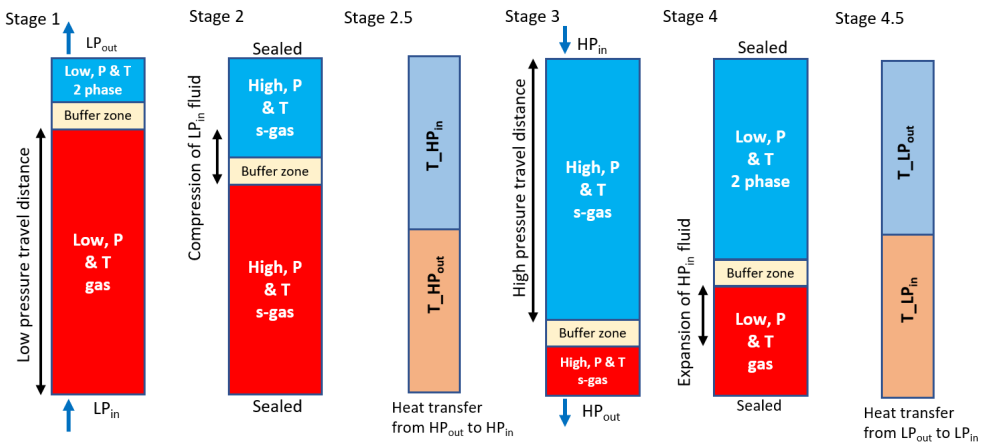 Stage 1
LPout
Low, P & T
2 phase
Buffer zone
Low pressure travel distance
Low, P
& T
gas
LPin
Stage 2
Sealed
High, P
& T
s-gas
Compression of LPin fluid
Buffer zone
High, P
& T
s-gas
Sealed
Stage 2.5
T_HPin
T_HPout
Heat transfer
from HPout to HPin
Stage 3
HPin
High pressure travel distance
High, P
& T
s-gas
Buffer zone
High, P & T
s-gas
HPout
Stage 4
Sealed
Low, P
& T
2 phase
Buffer zone
Expansion of HPin fluid
Low, P
& T
gas
Sealed
Stage 4.5
T_LPout
T_LPin
Heat transfer
from LPout to LPin